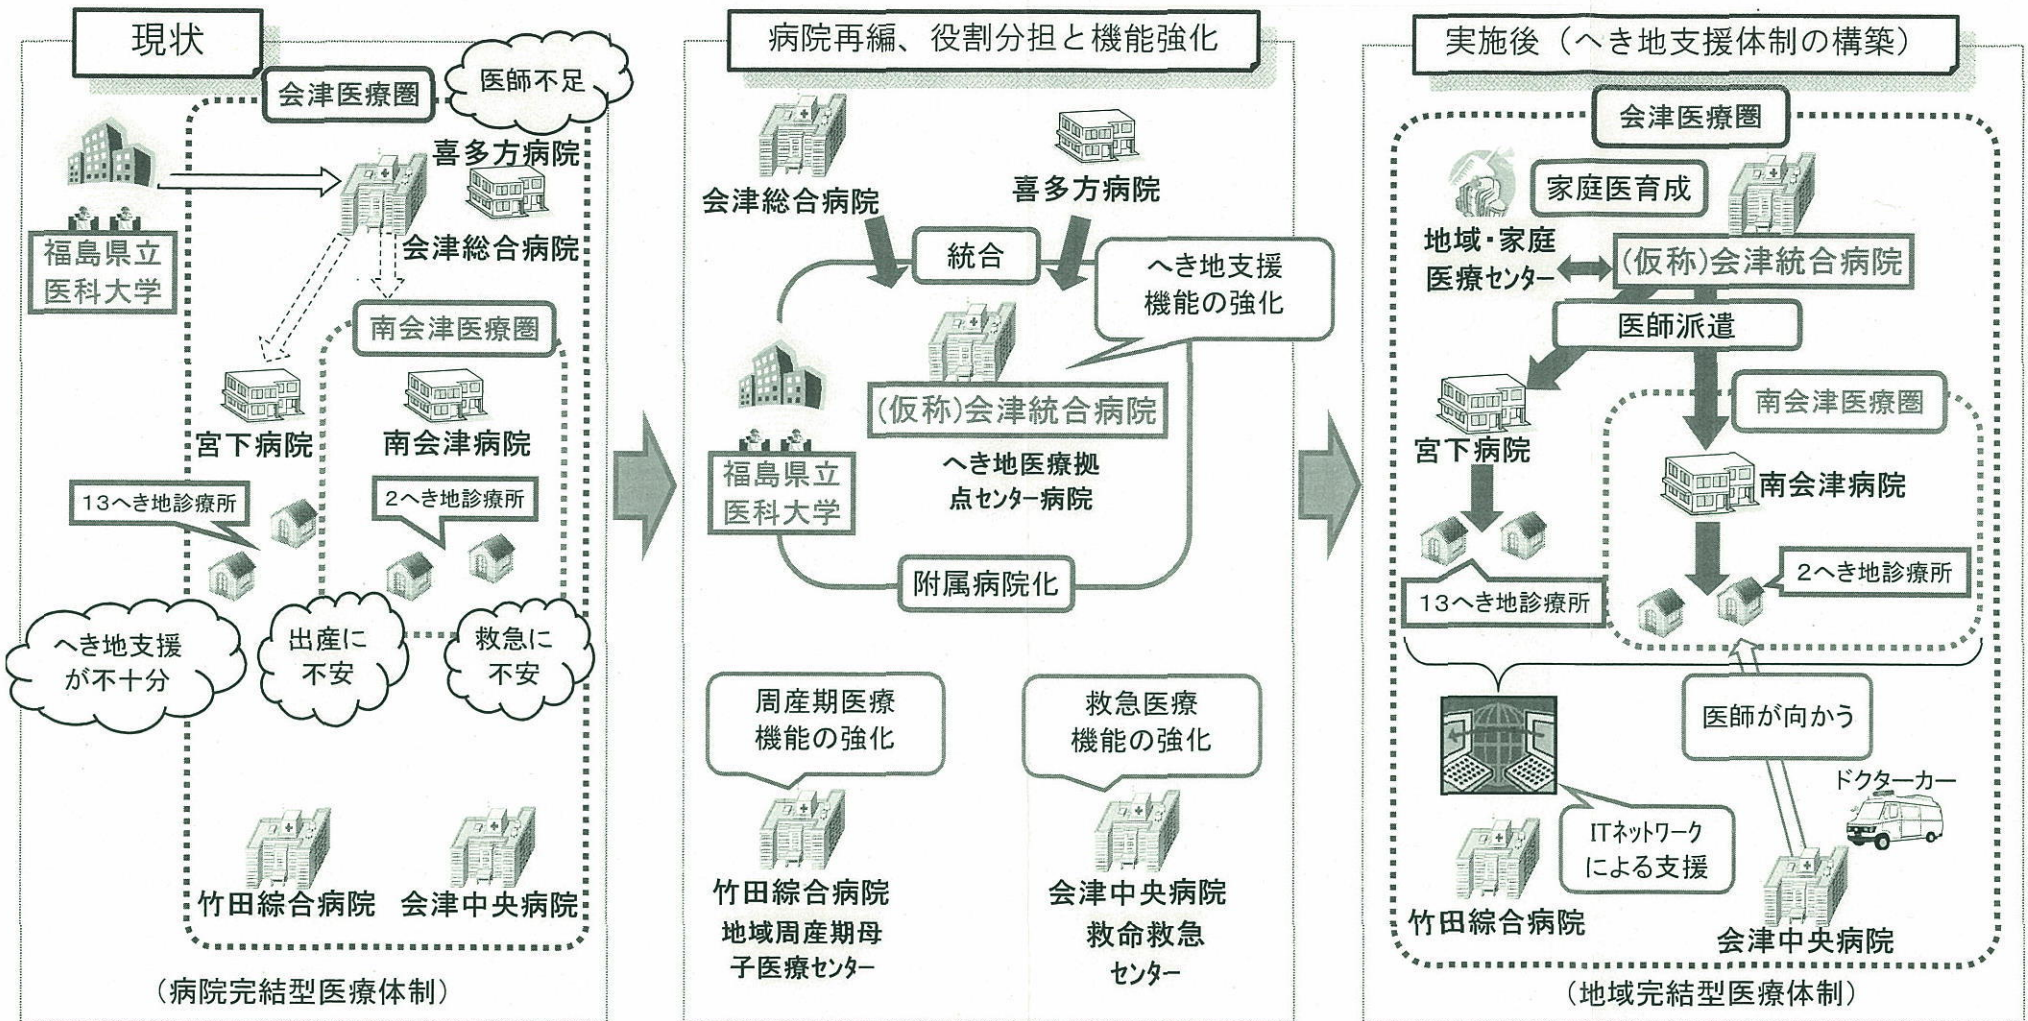 現状
会津医療圏
医師不足
喜多方病院
会津総合病院
福島県立
医科大学
南会津医療圏
宮下病院
南会津病院
13へき地診療所
2へき地診療所
へき地支援
が不十分
出産に
不安
救急に
不安
竹田綜合病院
会津中央病院
(病院完結型医療体制)
病院再編、役割分担と機能強化
会津総合病院
喜多方病院
統合
へき地支援
機能の強化
(仮称)会津統合病院
へき地医療拠
点センター病院
福島県立
医科大学
附属病院化
周産期医療
機能の強化
救急医療
機能の強化
竹田綜合病院
地域周産期母
子医療センター
会津中央病院
救命救急
センター
実施後(へき地支援体制の構築)
会津医療圏
家庭医育成
地域・家庭
医療センター
(仮称)会津統合病院
医師派遣
宮下病院
南会津医療圏
南会津病院
13へき地診療所
2へき地診療所
医師が向かう
ドクターカー
ITネットワーク
による支援
竹田綜合病院
会津中央病院
(地域完結型医療体制)